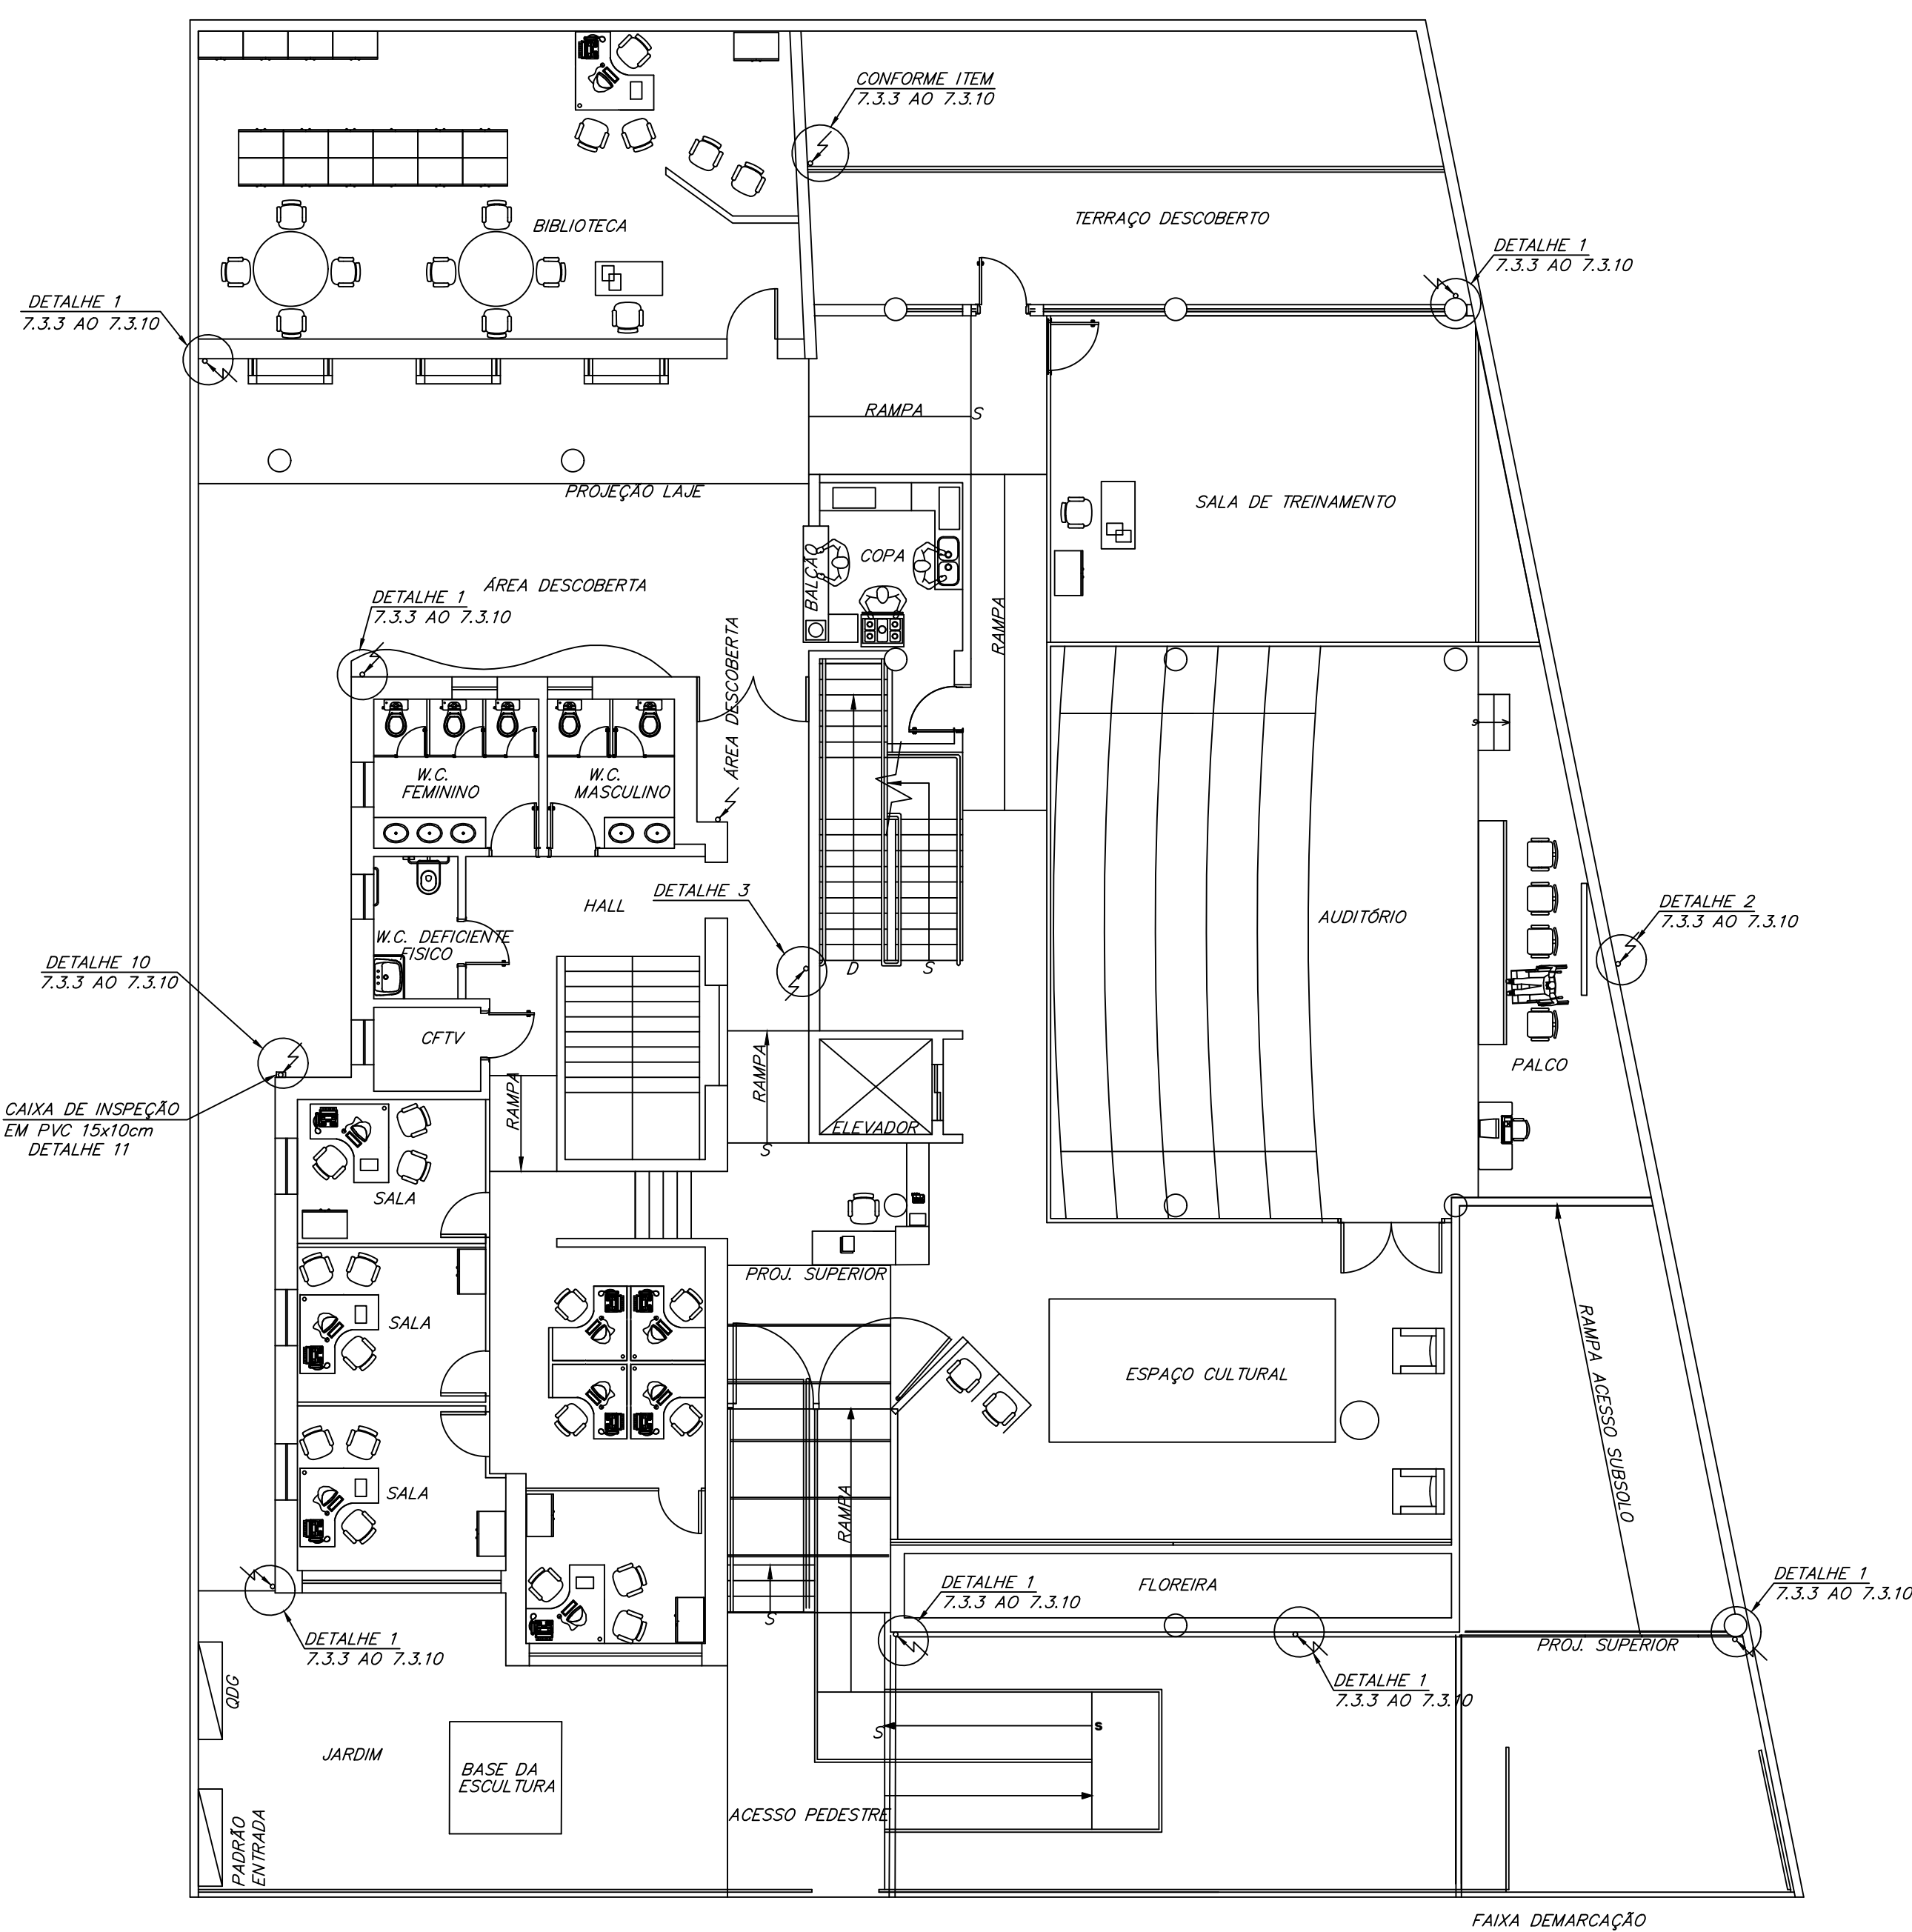 CONFORME ITEM
7.3.3 AO 7.3.10
BIBLIOTECA
TERRAÇO DESCOBERTO
DETALHE 1
7.3.3 AO 7.3.10
DETALHE 1
7.3.3 AO 7.3.10
RAMPA
S
PROJEÇÃO LAJE
SALA DE TREINAMENTO
COPA
BALCÃO
ÁREA DESCOBERTA
DETALHE 1
7.3.3 AO 7.3.10
RAMPA
ÁREA DESCOBERTA
S
W.C.
FEMININO
W.C.
MASCULINO
DETALHE 3
HALL
AUDITÓRIO
DETALHE 2
7.3.3 AO 7.3.10
W.C. DEFICIENTE
FISICO
D
S
DETALHE 10
7.3.3 AO 7.3.10
CFTV
RAMPA
RAMPA
PALCO
CAIXA DE INSPEÇÃO
EM PVC 15x10cm
DETALHE 11
ELEVADOR
S
SALA
PROJ. SUPERIOR
SALA
ESPAÇO CULTURAL
RAMPA ACESSO SUBSOLO
SALA
RAMPA
DETALHE 1
7.3.3 AO 7.3.10
FLOREIRA
DETALHE 1
7.3.3 AO 7.3.10
S
DETALHE 1
7.3.3 AO 7.3.10
PROJ. SUPERIOR
DETALHE 1
7.3.3 AO 7.3.10
QDG
S
S
JARDIM
BASE DA
ESCULTURA
ACESSO PEDESTRE
PADRÃO
ENTRADA
FAIXA DEMARCAÇÃO